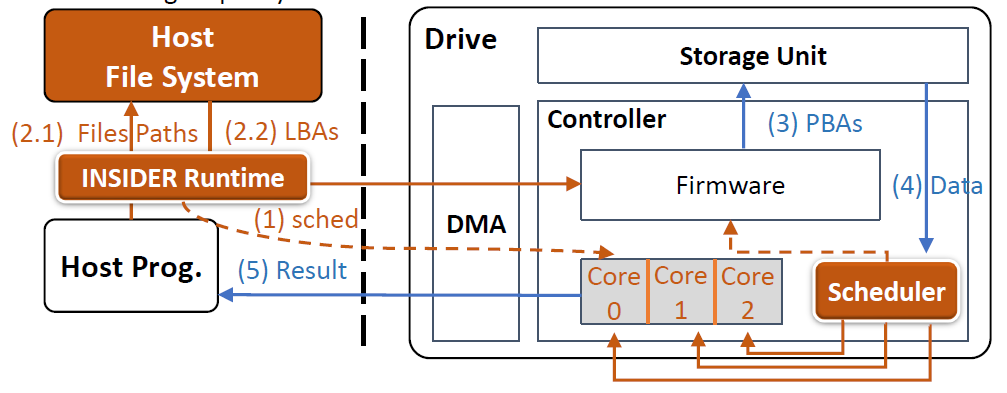 Host
File System
(2.1) Files Paths
(2.2) LBAs
INSIDER Runtime
(1) sched
Host Prog.
(5) Result
Drive
Storage Unit
DMA
Controller
(3) PBAs
Firmware
(4) Data
Core
0
Core
1
Core
2
Scheduler